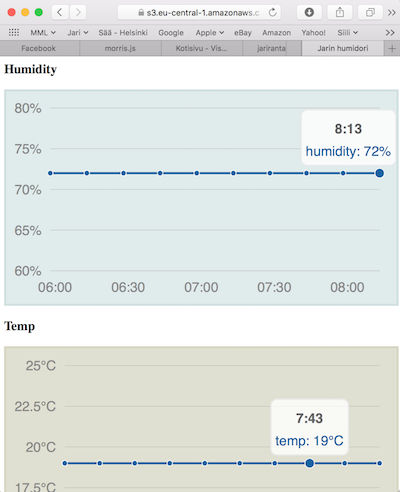 s3.eu-central-1.amazonaws.c
MML Jari Sää - Helsinki Google Apple eBay Amazon Yahoo! Siili
Facebook morris.js Kotisivu - Vis... jariranta Jarin humidori
Humidity
80%
8:13
75%
humidity: 72%
70%
65%
60%
06:00 06:30 07:00 07:30 08:00
Temp
25°C
22.5°C
7:43
20°C
temp: 19°C
17.5°C